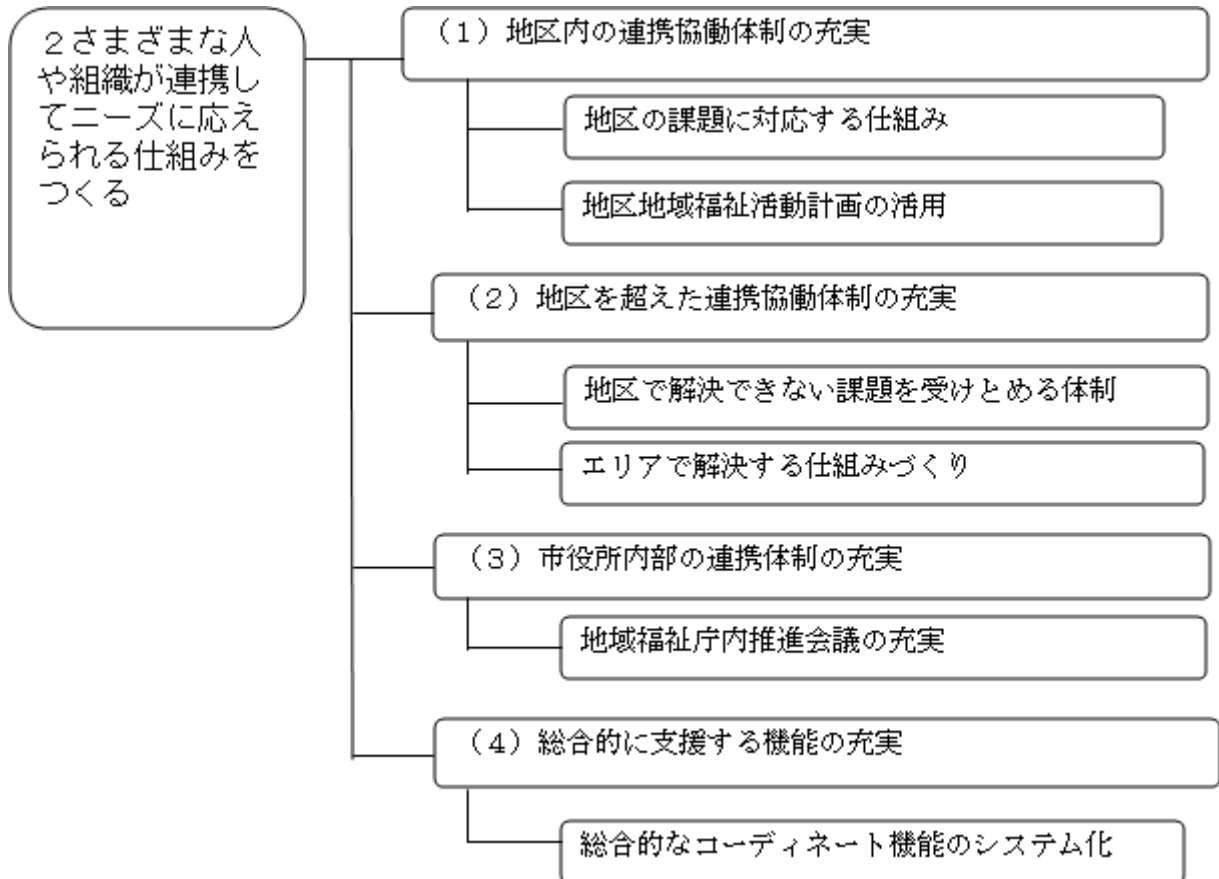 ２さまざまな人
や組織が連携し
てニーズに応え
られる仕組みを
つくる
（１）地区内の連携協働体制の充実
地区の課題に対応する仕組み
地区地域福祉活動計画の活用
（２）地区を超えた連携協働体制の充実
地区で解決できない課題を受けとめる体制
エリアで解決する仕組みづくり
（３）市役所内部の連携体制の充実
地域福祉庁内推進会議の充実
（４）総合的に支援する機能の充実
総合的なコーディネート機能のシステム化